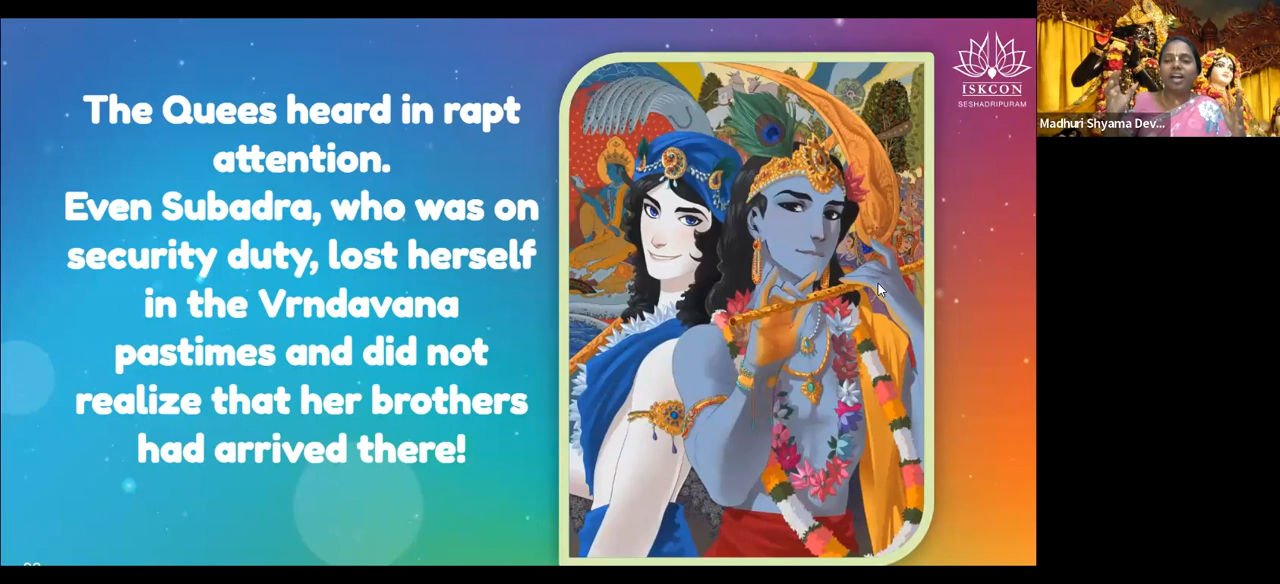 The Quees heard in rapt
attention.
Even Subadra, who was on
security duty, lost herself
in the Vrndavana
pastimes and did not
realize that her brothers
had arrived there!
ISKCON
SESHADRIPURAM
Madhuri Shyama Dev...